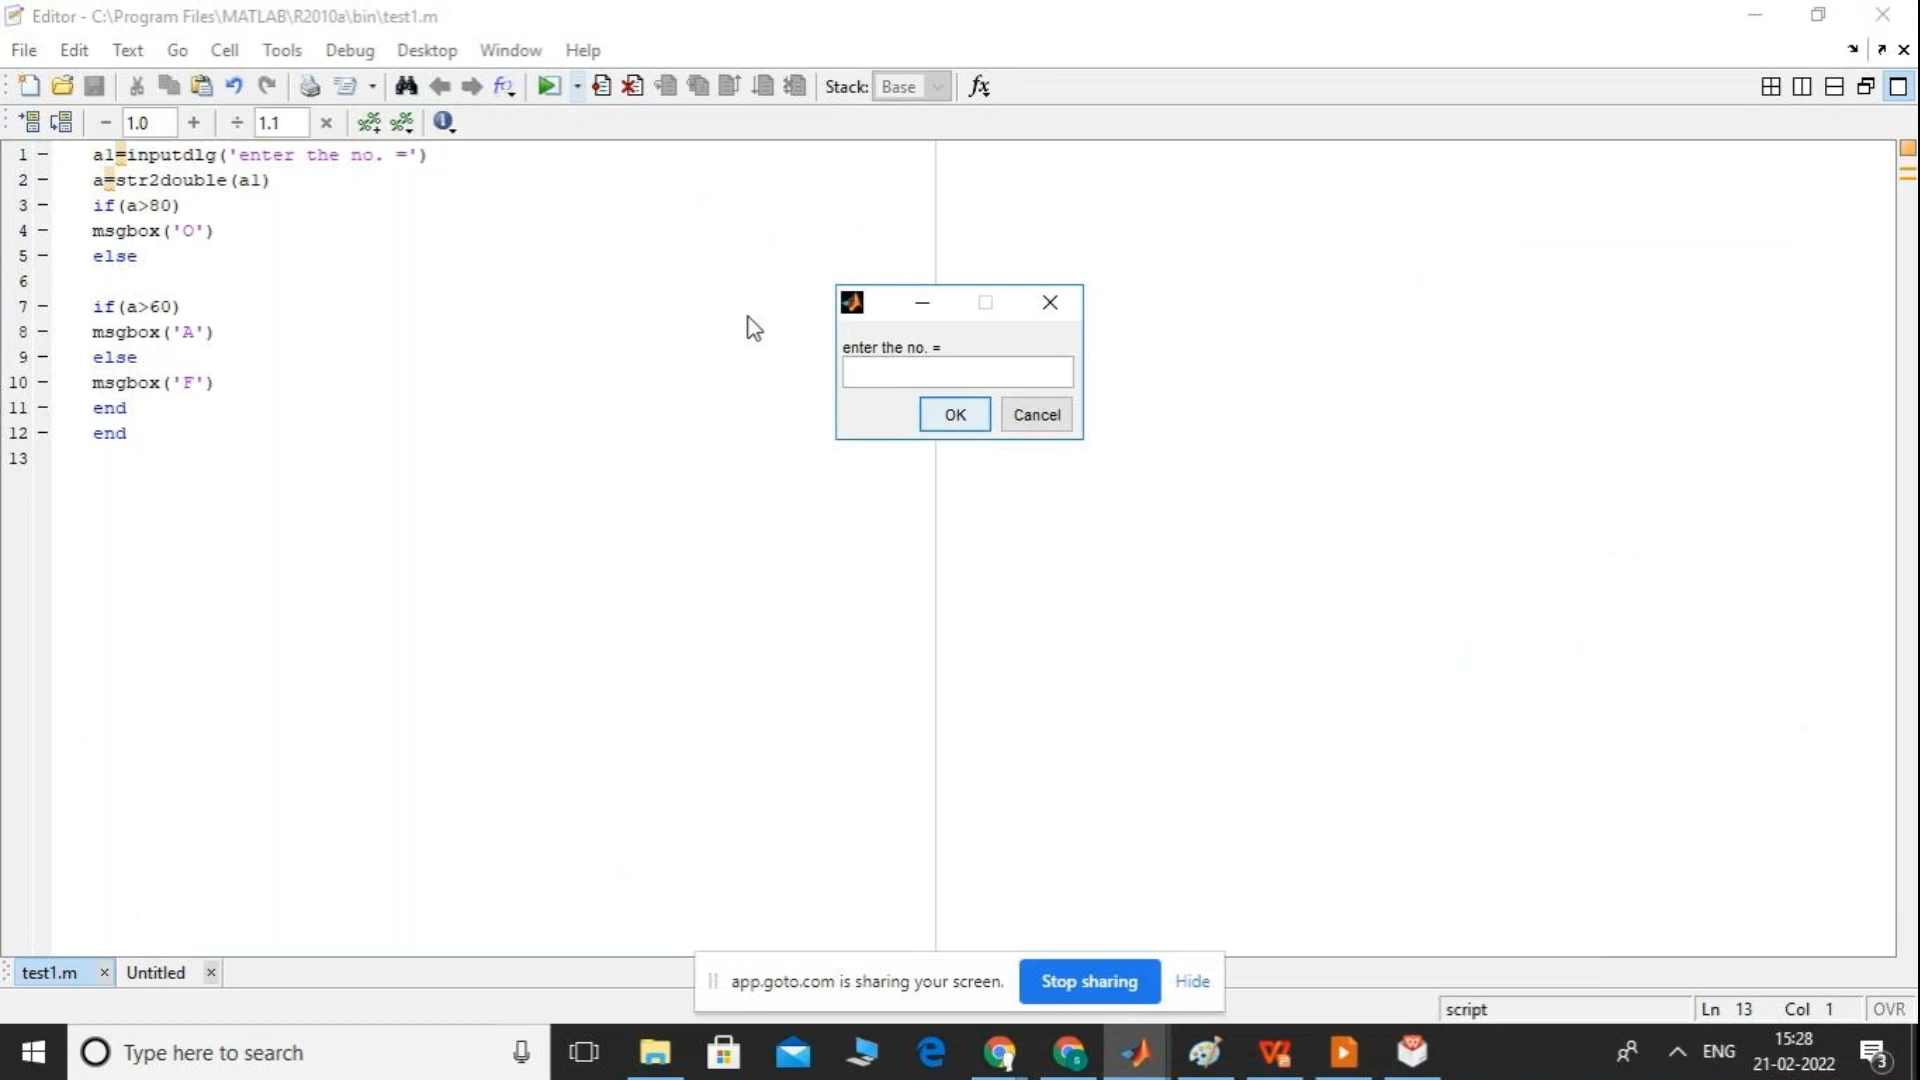 Editor - C:\Program Files\MATLAB\R2010a\bin\test1.m
File Edit Text Go Cell Tools Debug Desktop Window Help
Stack: Base fx
− 1.0 + ÷ 1.1 ×
1 − a1=inputdlg('enter the no. =')
2 − a=str2double(a1)
3 − if(a>80)
4 − msgbox('O')
5 − else
6
7 − if(a>60)
8 − msgbox('A')
9 − else
10 − msgbox('F')
11 − end
12 − end
13
enter the no. =
OK Cancel
test1.m × Untitled ×
app.goto.com is sharing your screen. Stop sharing Hide
script Ln 13 Col 1 OVR
Type here to search
ENG
15:28
21-02-2022
3